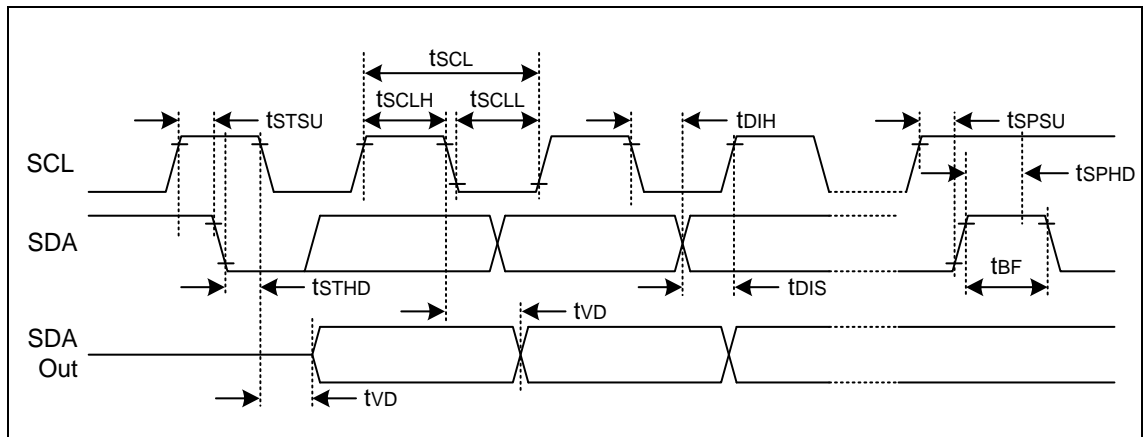 tSCL
tSCLH
tSCLL
tSTSU
tDIH
tSPSU
SCL
tSPHD
SDA
tBF
tSTHD
tDIS
tVD
SDA
Out
tVD